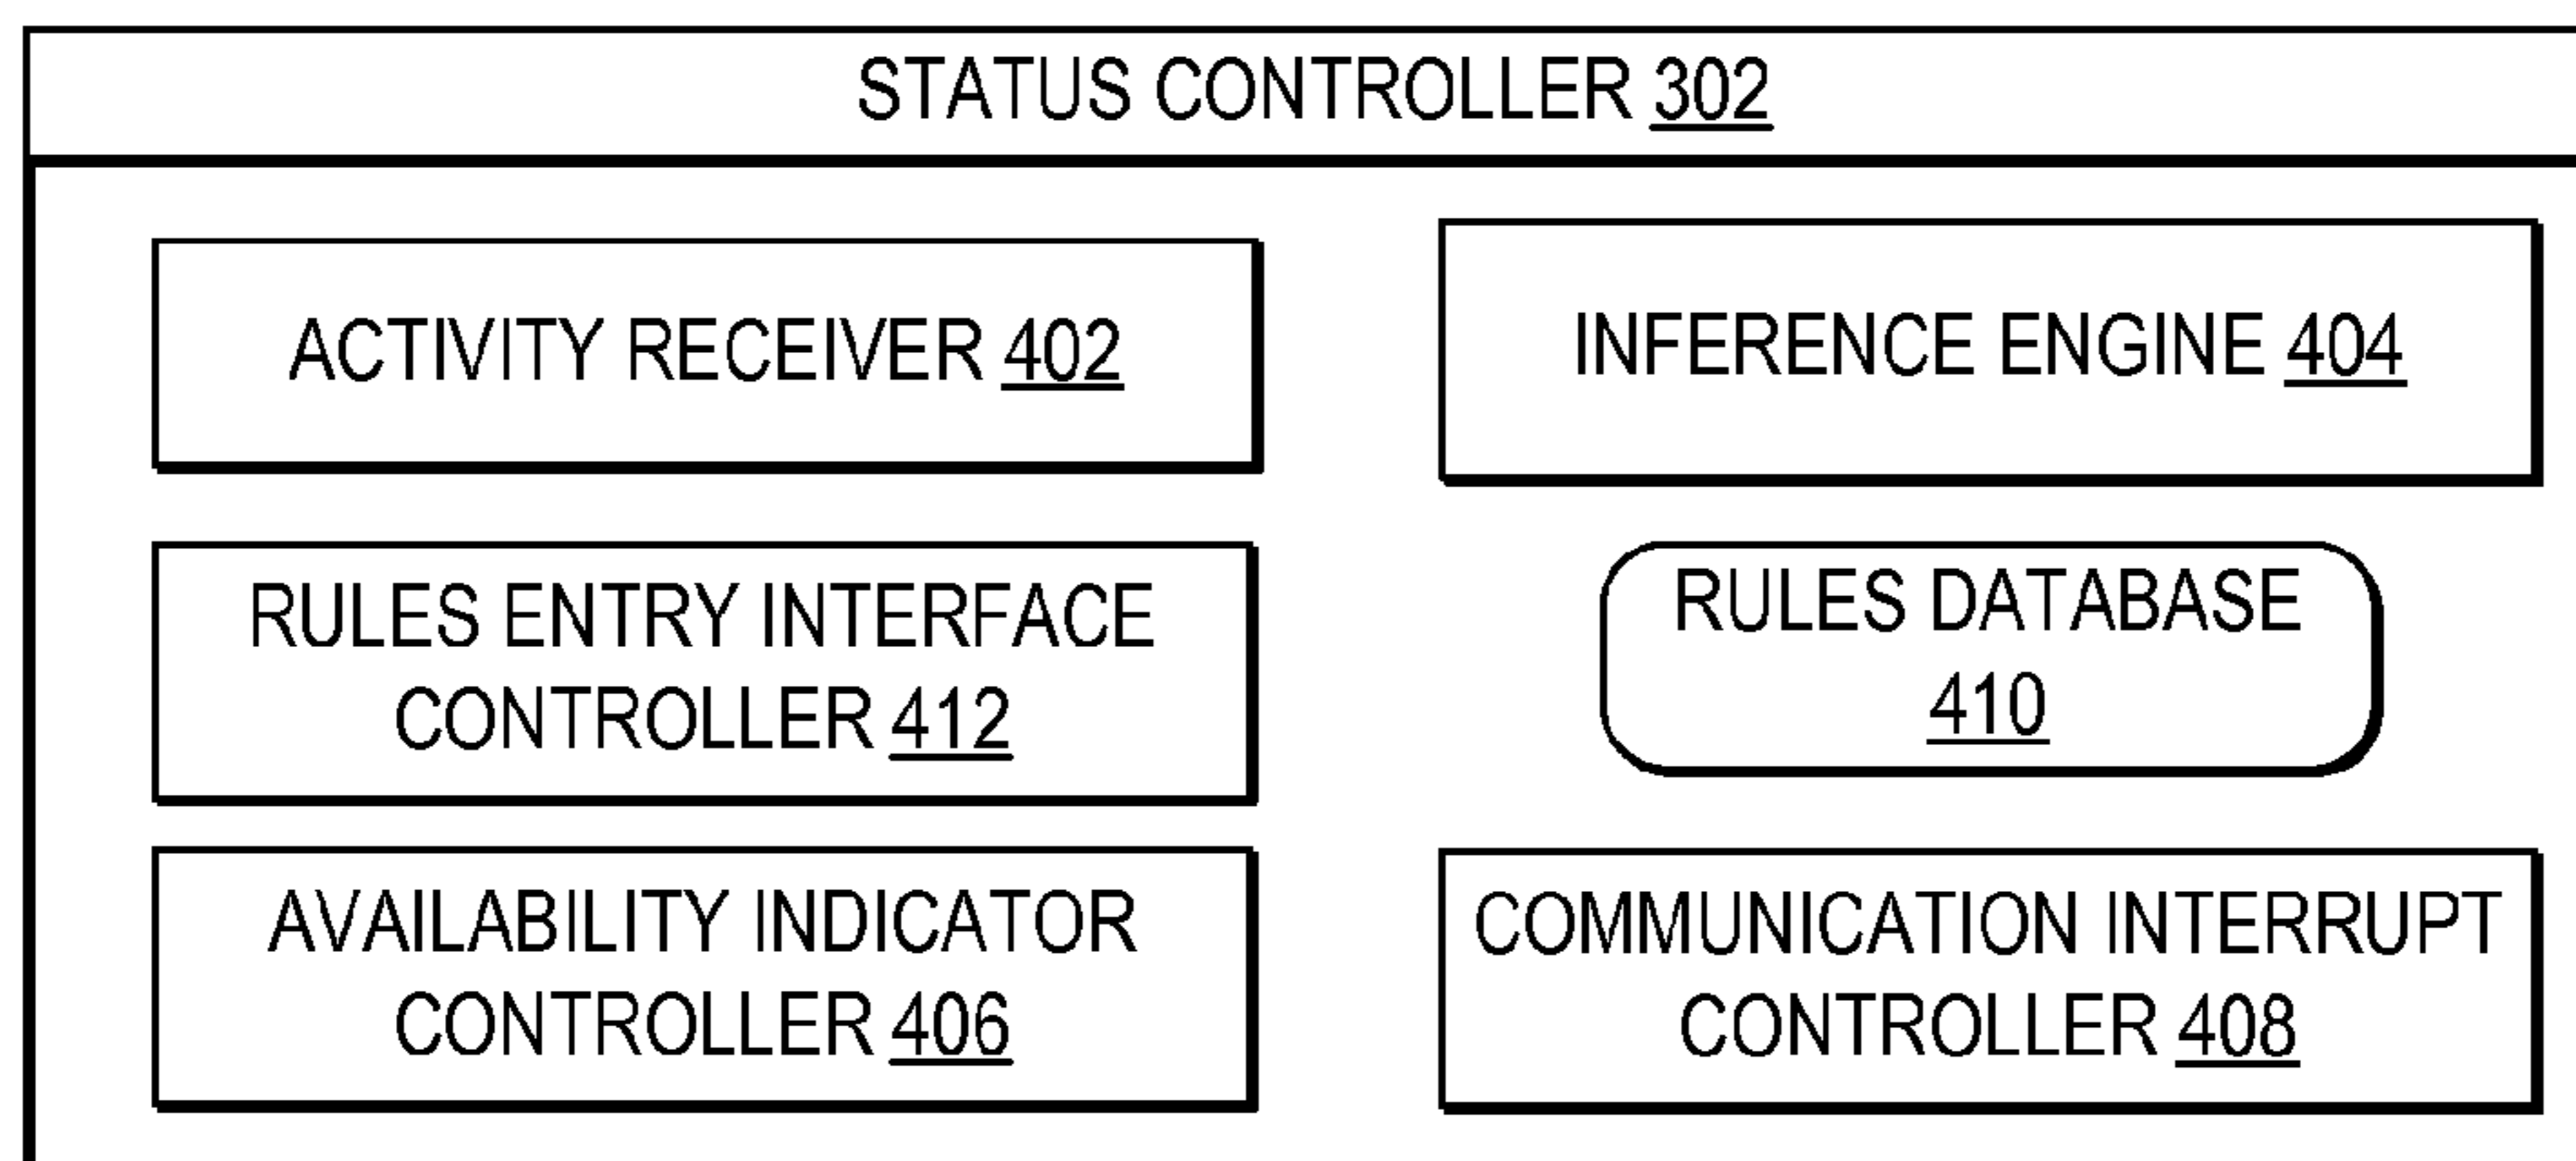 STATUS CONTROLLER 302
ACTIVITY RECEIVER 402
INFERENCE ENGINE 404
RULES ENTRY INTERFACE
CONTROLLER 412
RULES DATABASE
410
AVAILABILITY INDICATOR
CONTROLLER 406
COMMUNICATION INTERRUPT
CONTROLLER 408